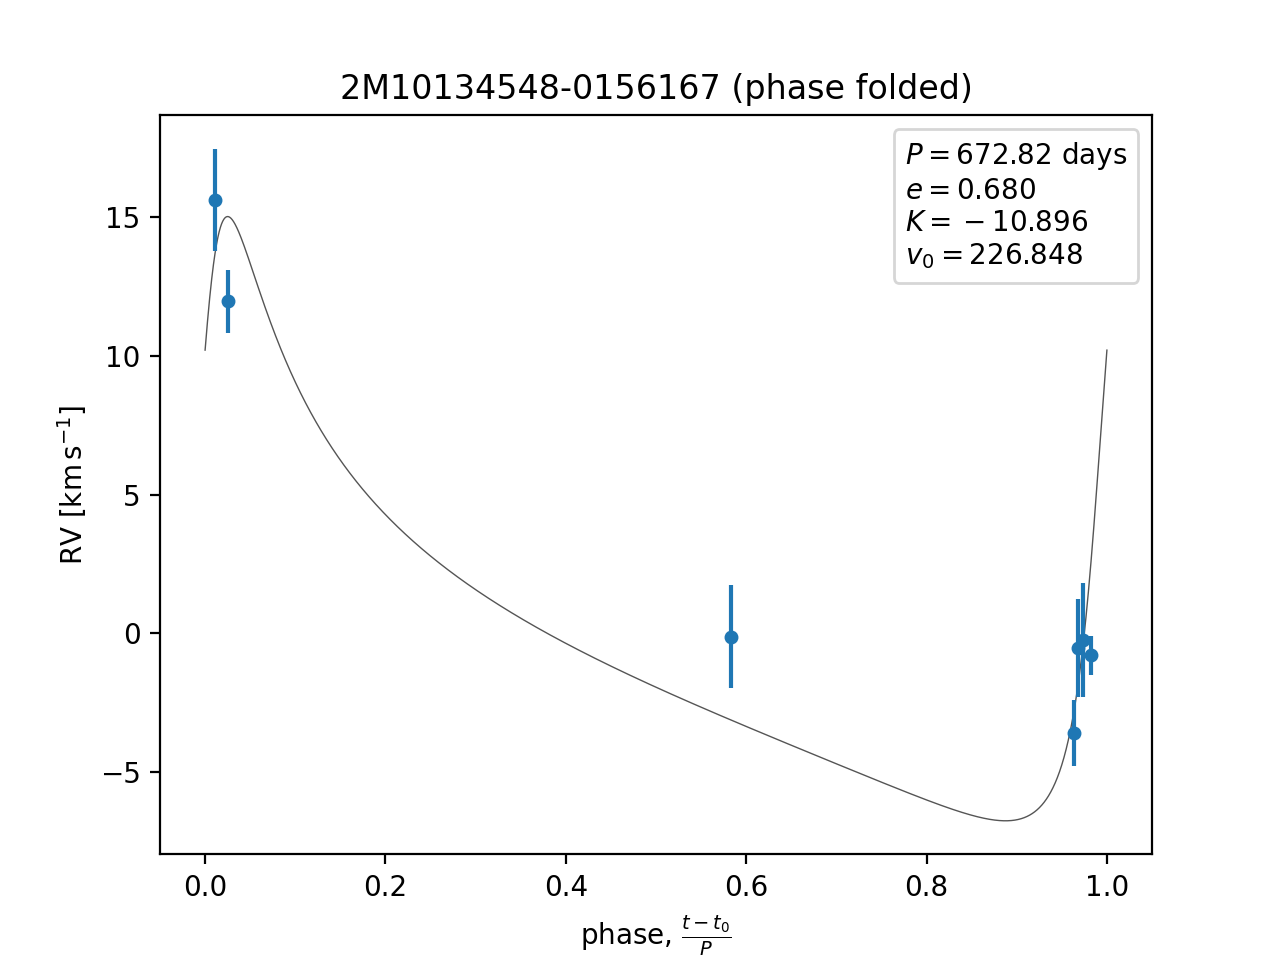 2M10134548-0156167 (phase folded)
P = 672.82 days
e = 0.680
K = −10.896
v₀ = 226.848
RV [km s⁻¹]
15
10
5
0
−5
0.0 0.2 0.4 0.6 0.8 1.0
phase, (t − t₀)/P